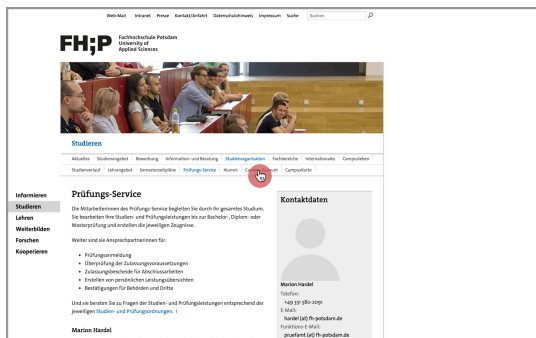 Web-Mail Intranet Presse Kontakt/Anfahrt Datenschutzhinweis Impressum Suche Suchen
FH;P
Fachhochschule Potsdam
University of
Applied Sciences
Studieren
Aktuelles Studienangebot Bewerbung Information- und Beratung Studienorganisation Fachbereiche Internationales Campusleben
Studienverlauf Lehrangebot Semesterzeitpläne Prüfungs-Service Alumni Campuskarte
Informieren
Studieren
Lehren
Weiterbilden
Forschen
Kooperieren
Prüfungs-Service
Die Mitarbeiterinnen des Prüfungs-Service begleiten Sie durch Ihr gesamtes Studium.
Sie bearbeiten Ihre Studien- und Prüfungsleistungen bis zur Bachelor-, Diplom- oder
Masterprüfung und erstellen die jeweiligen Zeugnisse.
Weiter sind sie Ansprechpartnerinnen für:
• Prüfungsanmeldung
• Überprüfung der Zulassungsvoraussetzungen
• Zulassungsbescheide für Abschlussarbeiten
• Erstellen von persönlichen Leistungsübersichten
• Bestätigungen für Behörden und Dritte
Und sie beraten Sie zu Fragen der Studien- und Prüfungsleistungen entsprechend der
jeweiligen Studien- und Prüfungsordnungen. ›
Marion Hardel
Kontaktdaten
Marion Hardel
Telefon:
+49 331 580-2091
E-Mail:
hardel (at) fh-potsdam.de
Funktions-E-Mail:
pruefamt (at) fh-potsdam.de